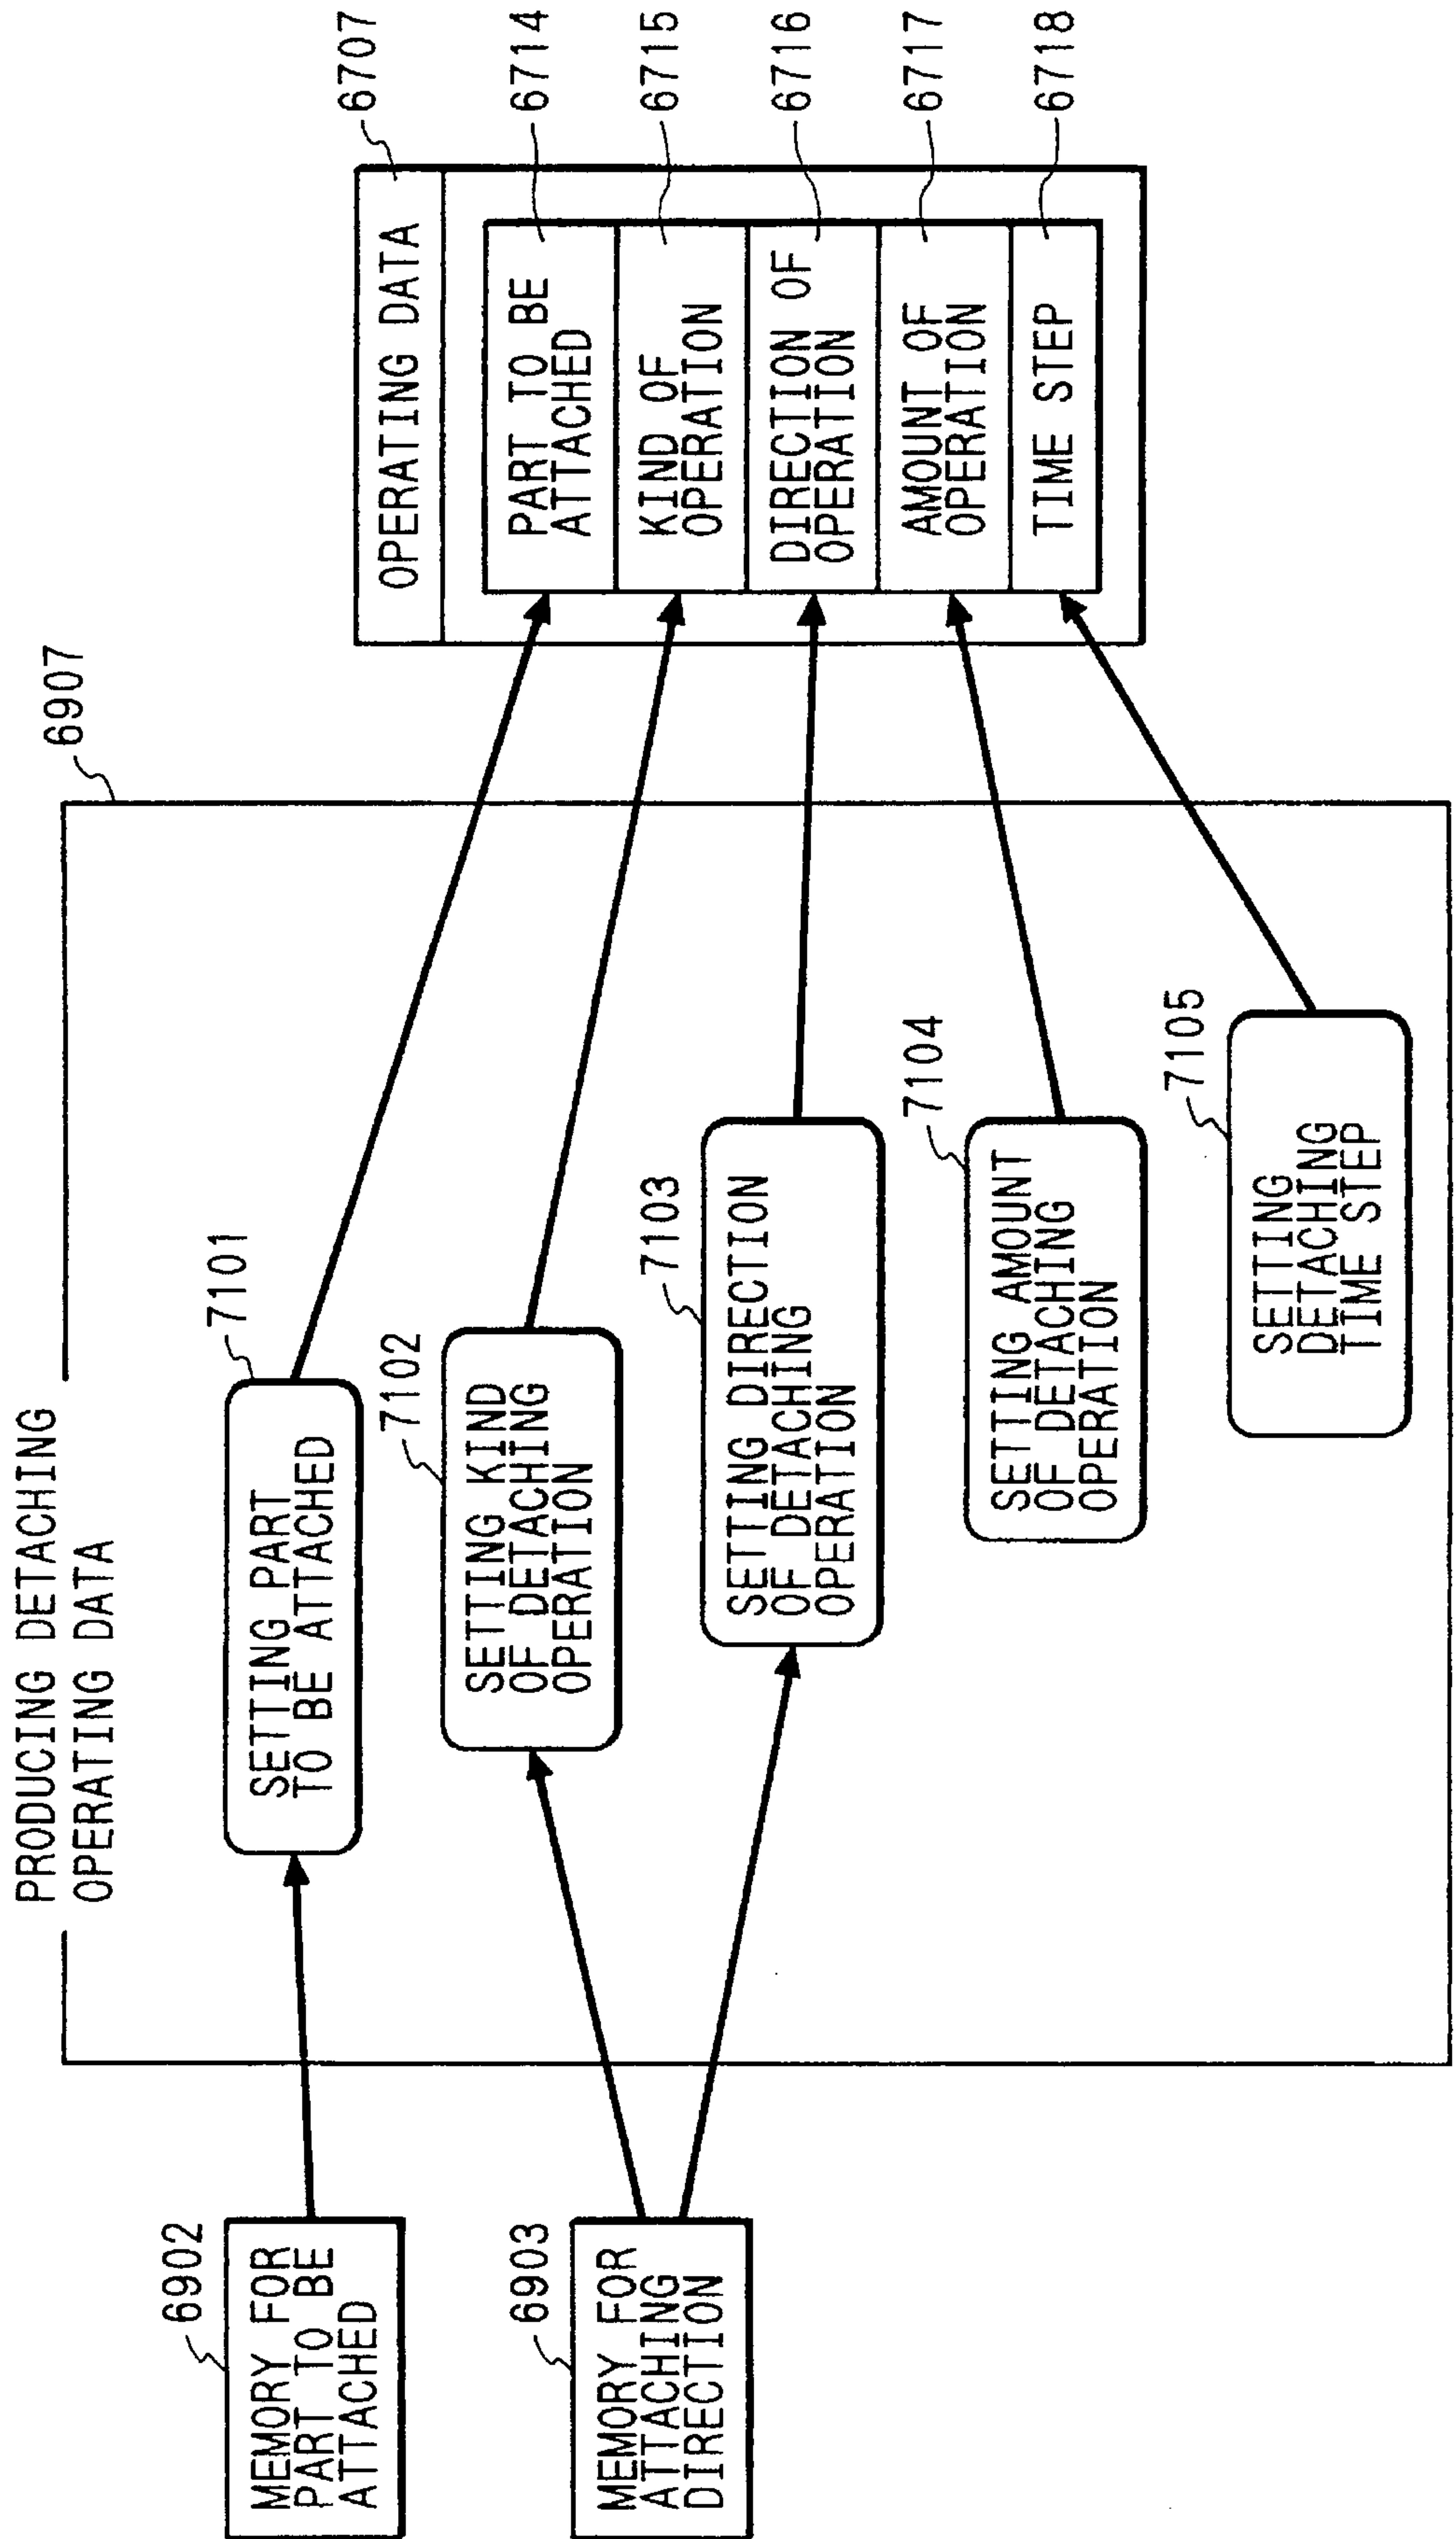 PRODUCING DETACHING
OPERATING DATA
6907
6902
MEMORY FOR
PART TO BE
ATTACHED
6903
MEMORY FOR
ATTACHING
DIRECTION
7101
SETTING PART
TO BE ATTACHED
7102
SETTING KIND
OF DETACHING
OPERATION
7103
SETTING DIRECTION
OF DETACHING
OPERATION
7104
SETTING AMOUNT
OF DETACHING
OPERATION
7105
SETTING
DETACHING
TIME STEP
OPERATING DATA
6707
PART TO BE
ATTACHED
6714
KIND OF
OPERATION
6715
DIRECTION OF
OPERATION
6716
AMOUNT OF
OPERATION
6717
TIME STEP
6718